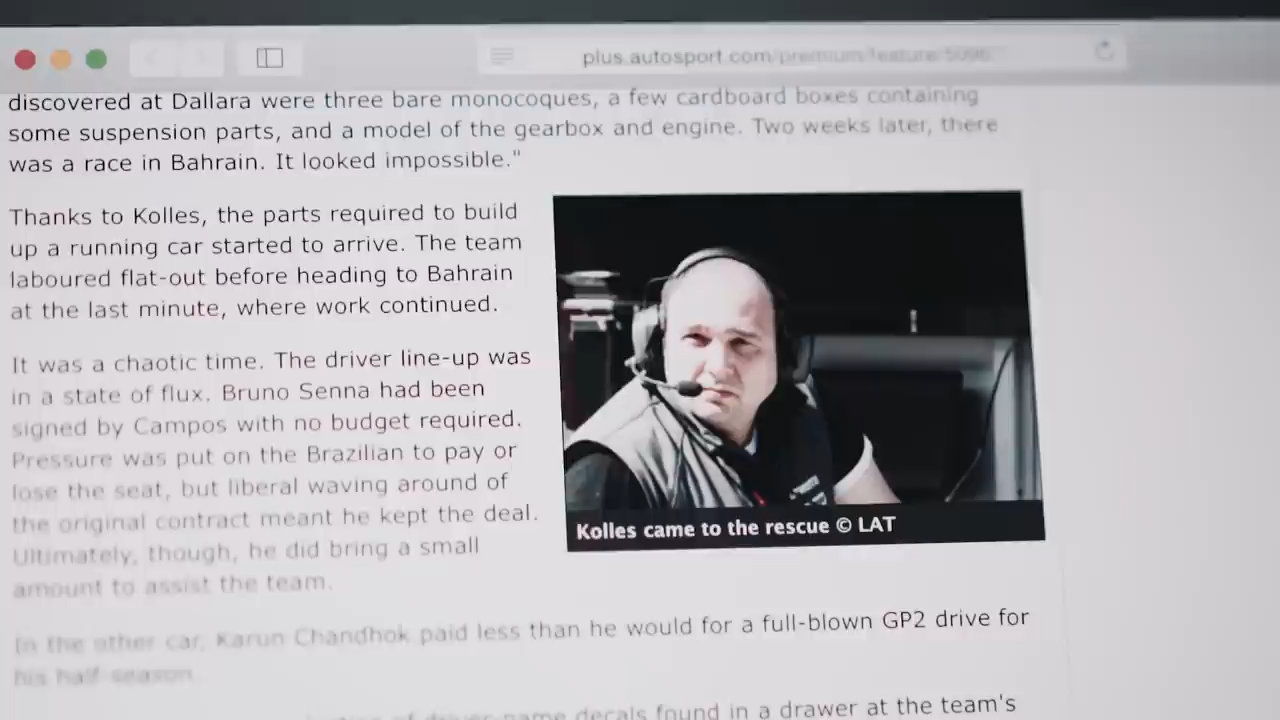 plus.autosport.com/premium/feature/5096
discovered at Dallara were three bare monocoques, a few cardboard boxes containing
some suspension parts, and a model of the gearbox and engine. Two weeks later, there
was a race in Bahrain. It looked impossible."
Thanks to Kolles, the parts required to build
up a running car started to arrive. The team
laboured flat-out before heading to Bahrain
at the last minute, where work continued.
It was a chaotic time. The driver line-up was
in a state of flux. Bruno Senna had been
signed by Campos with no budget required.
Pressure was put on the Brazilian to pay or
lose the seat, but liberal waving around of
the original contract meant he kept the deal.
Ultimately, though, he did bring a small
amount to assist the team.
Kolles came to the rescue © LAT
In the other car, Karun Chandhok paid less than he would for a full-blown GP2 drive for
his half-season.
of driver-name decals found in a drawer at the team's